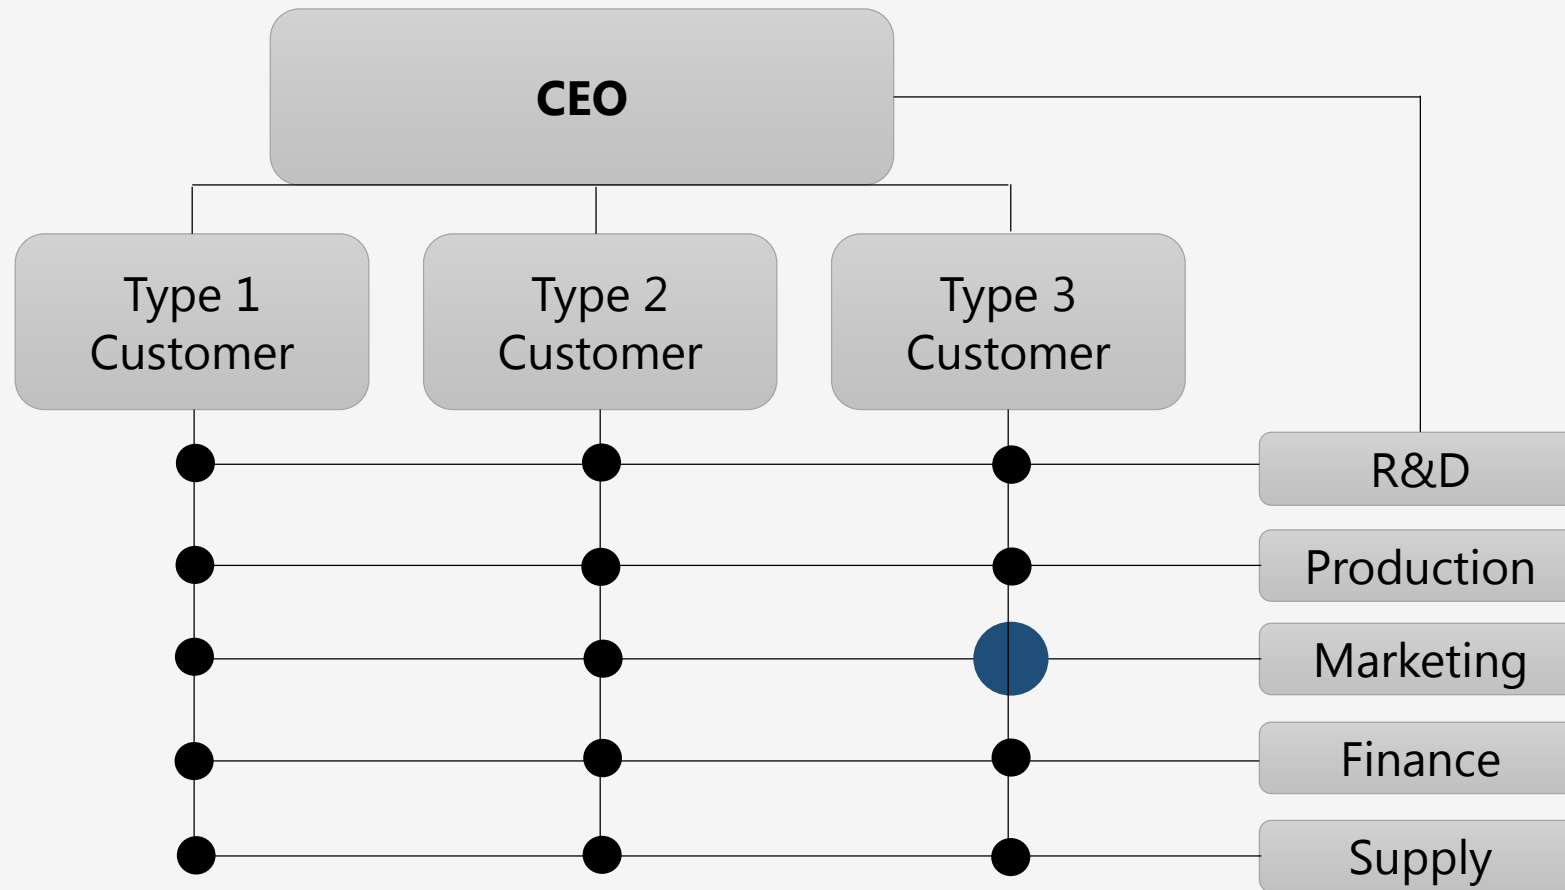 CEO
Type 1
Customer
Type 2
Customer
Type 3
Customer
R&D
Production
Marketing
Finance
Supply